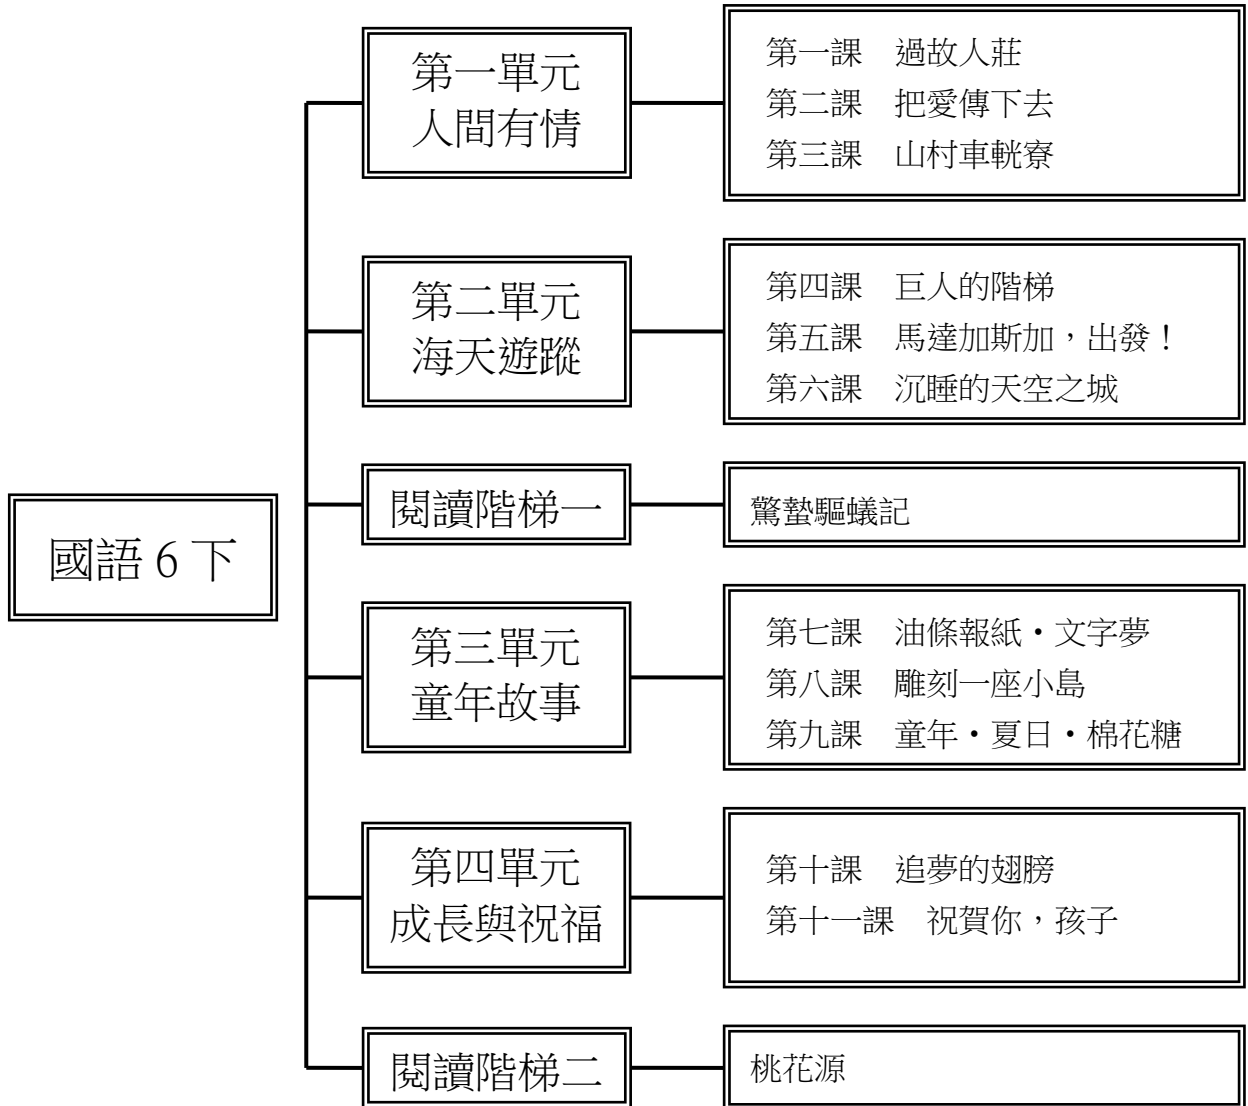 國語 6 下
第一單元
人間有情
第一課　過故人莊
第二課　把愛傳下去
第三課　山村車輄寮
第二單元
海天遊蹤
第四課　巨人的階梯
第五課　馬達加斯加，出發！
第六課　沉睡的天空之城
閱讀階梯一
驚蟄驅蟻記
第三單元
童年故事
第七課　油條報紙・文字夢
第八課　雕刻一座小島
第九課　童年・夏日・棉花糖
第四單元
成長與祝福
第十課　追夢的翅膀
第十一課　祝賀你，孩子
閱讀階梯二
桃花源